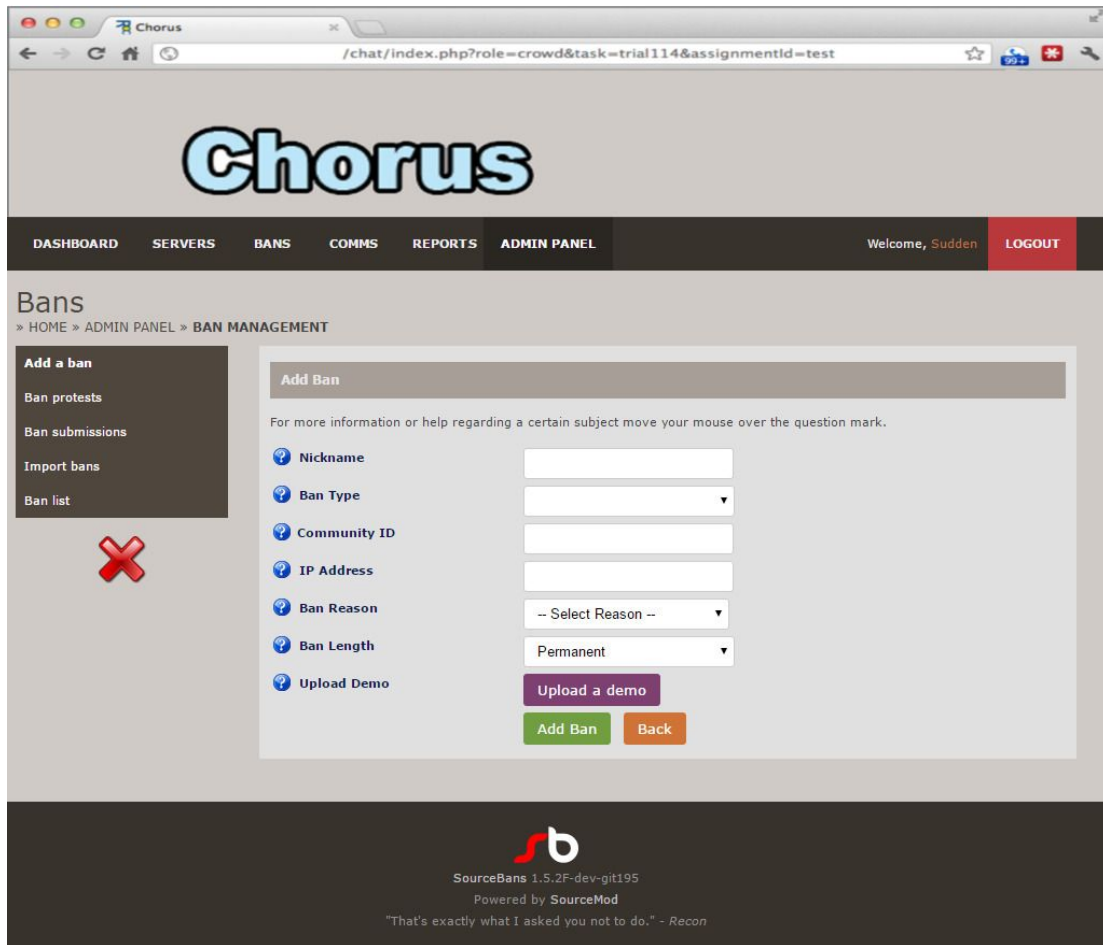 Chorus
/chat/index.php?role=crowd&task=trial114&assignmentId=test
99+
Chorus
DASHBOARD SERVERS BANS COMMS REPORTS ADMIN PANEL Welcome, Sudden LOGOUT
Bans
» HOME » ADMIN PANEL » BAN MANAGEMENT
Add a ban
Ban protests
Ban submissions
Import bans
Ban list
Add Ban
For more information or help regarding a certain subject move your mouse over the question mark.
? Nickname
? Ban Type
? Community ID
? IP Address
? Ban Reason -- Select Reason --
? Ban Length Permanent
? Upload Demo Upload a demo
Add Ban Back
sb
SourceBans 1.5.2F-dev-git195
Powered by SourceMod
"That's exactly what I asked you not to do." - Recon